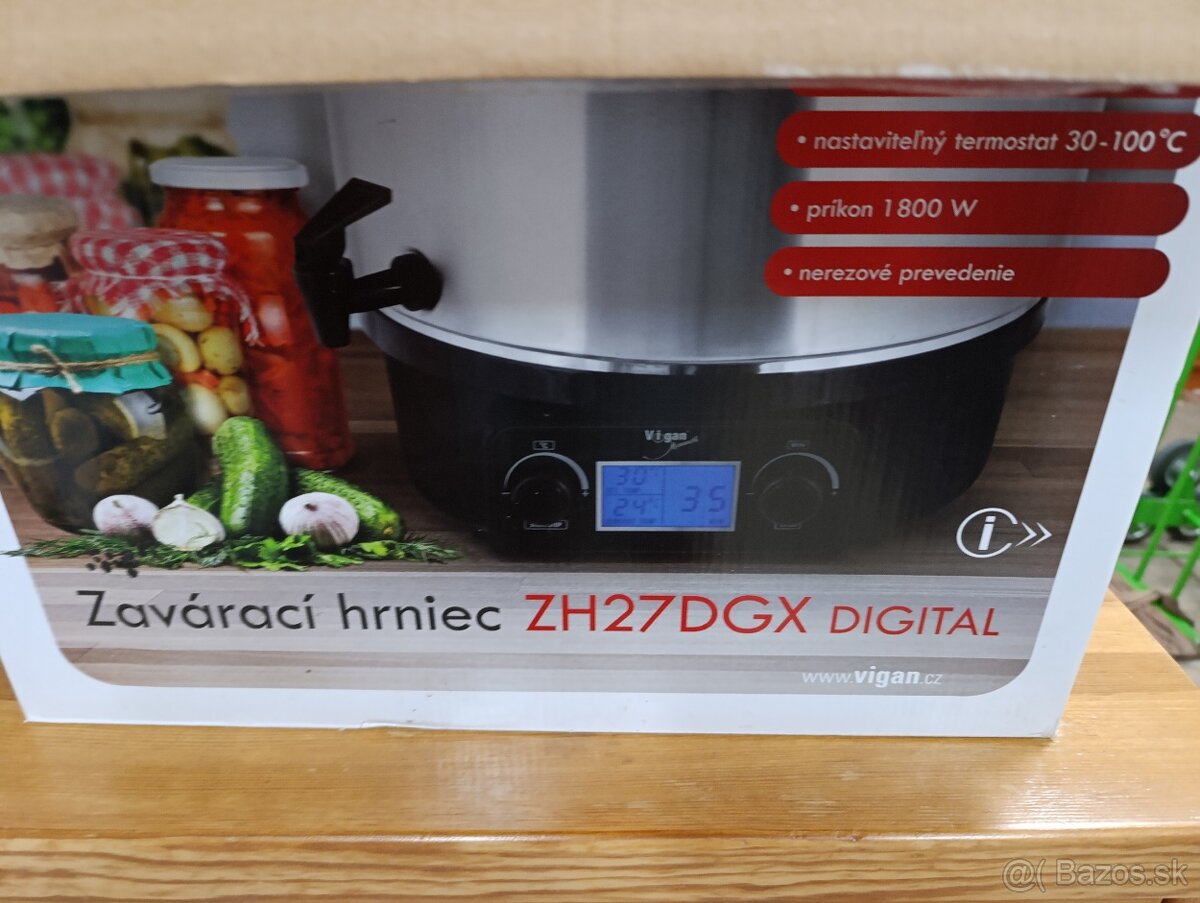 • nastaviteľný termostat 30-100°C
• príkon 1800 W
• nerezové prevedenie
Vigan
30°
24°C
35
Zavárací hrniec ZH27DGX DIGITAL
www.vigan.cz
@( Bazos.sk